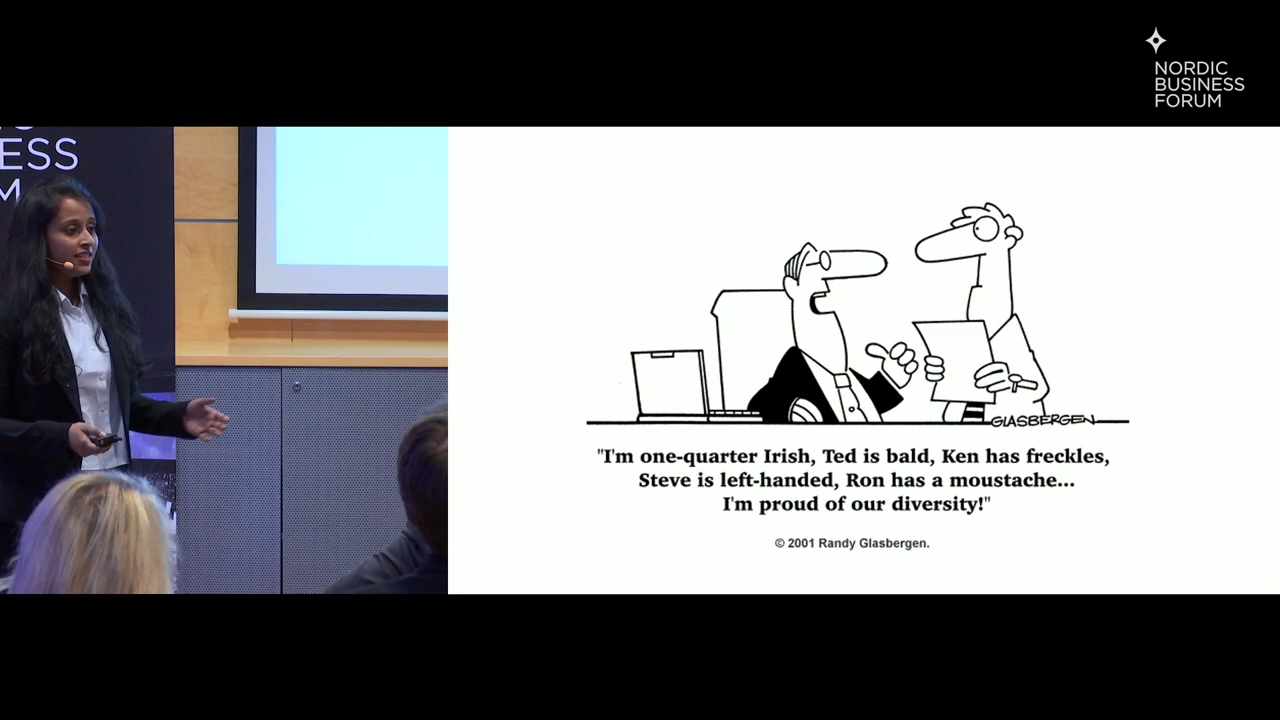 NORDIC
BUSINESS
FORUM
ESS
M
GLASBERGEN
"I'm one-quarter Irish, Ted is bald, Ken has freckles,
Steve is left-handed, Ron has a moustache...
I'm proud of our diversity!"
© 2001 Randy Glasbergen.